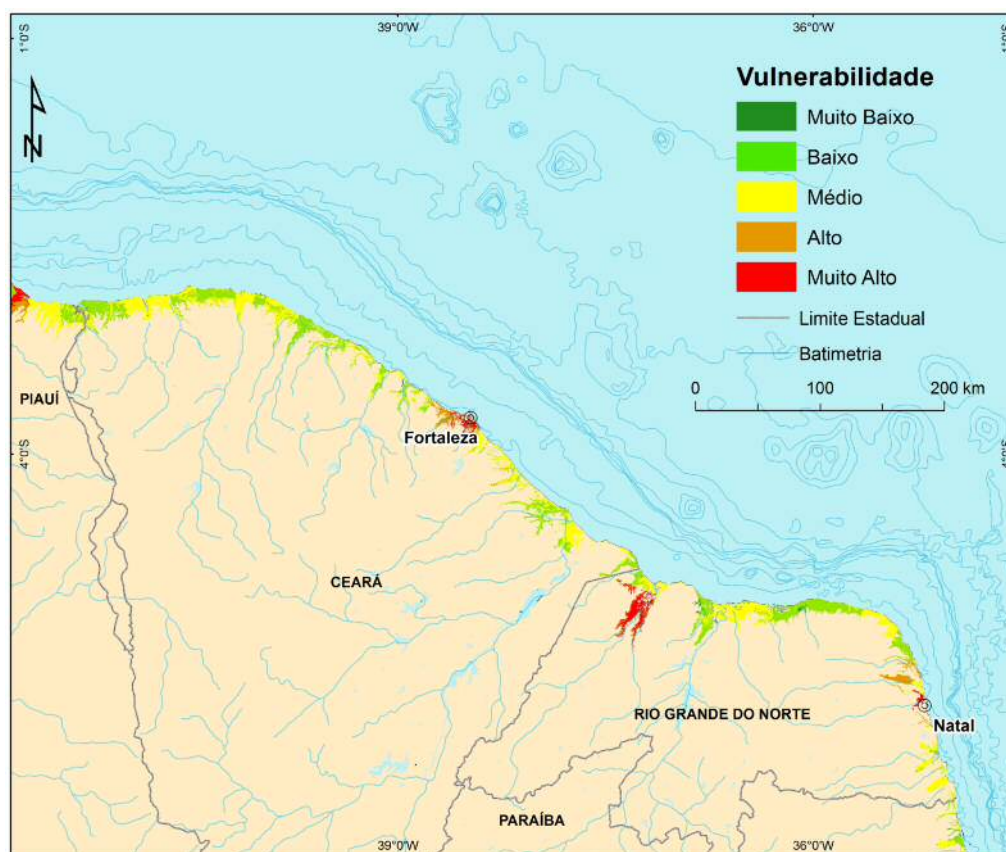 39°0'W
36°0'W
1°0'S
N
Vulnerabilidade
Muito Baixo
Baixo
Médio
Alto
Muito Alto
Limite Estadual
Batimetria
0 100 200 km
PIAUÍ
Fortaleza
4°0'S
CEARÁ
RIO GRANDE DO NORTE
Natal
PARAÍBA
39°0'W
36°0'W